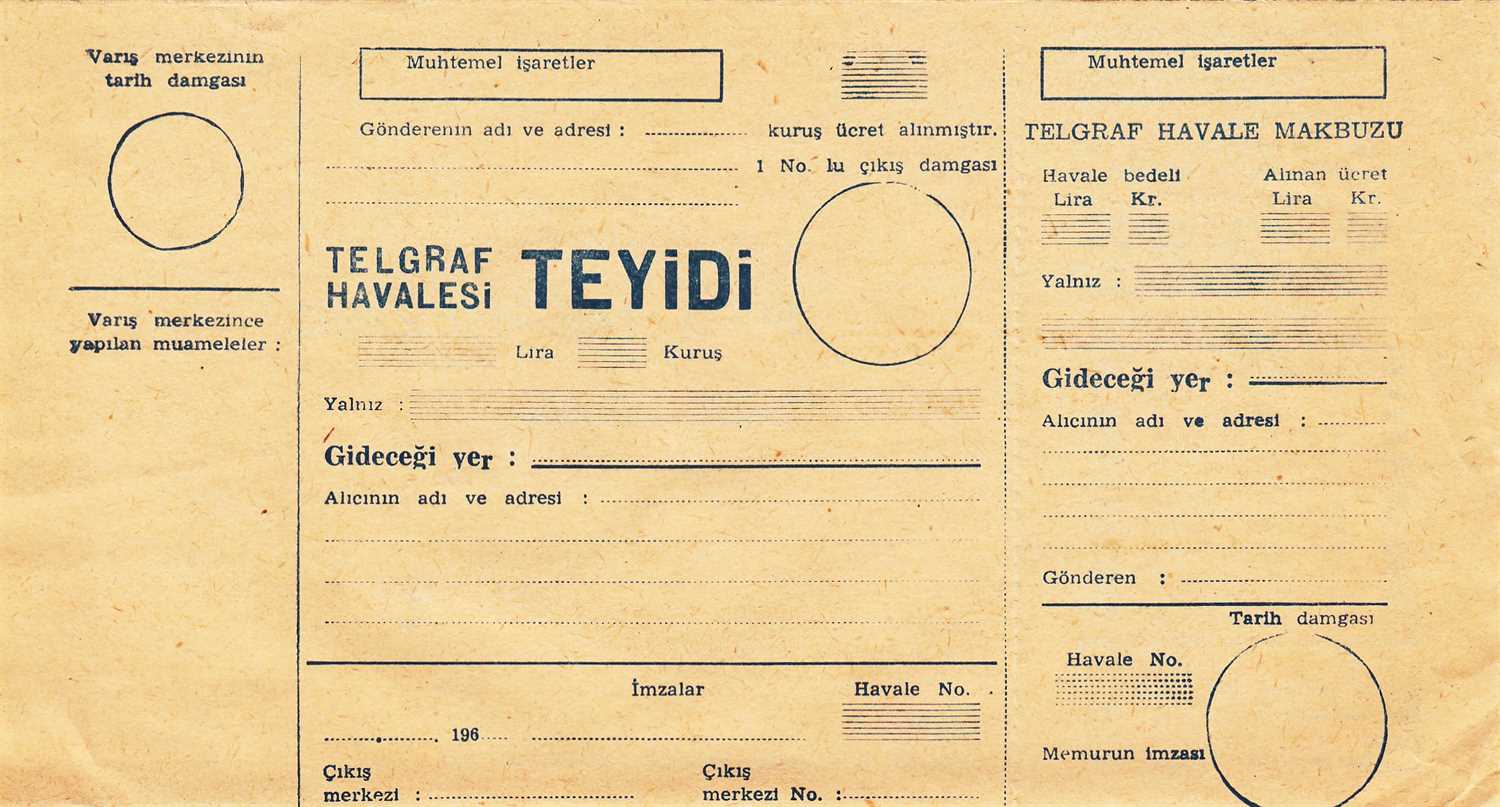 Varış merkezinin
tarih damgası
Varış merkezince
yapılan muameleler :
Muhtemel işaretler
Gönderenin adı ve adresi :
kuruş ücret alınmıştır.
1 No. lu çıkış damgası
TELGRAF
HAVALESİ
TEYİDİ
Lira Kuruş
Yalnız :
Gideceği yer :
Alıcının adı ve adresi :
İmzalar
Havale No.
196
Çıkış
merkezi :
Çıkış
merkezi No. :
Muhtemel işaretler
TELGRAF HAVALE MAKBUZU
Havale bedeli Alınan ücret
Lira Kr. Lira Kr.
Yalnız :
Gideceği yer :
Alıcının adı ve adresi :
Gönderen :
Tarih damgası
Havale No.
Memurun imzası